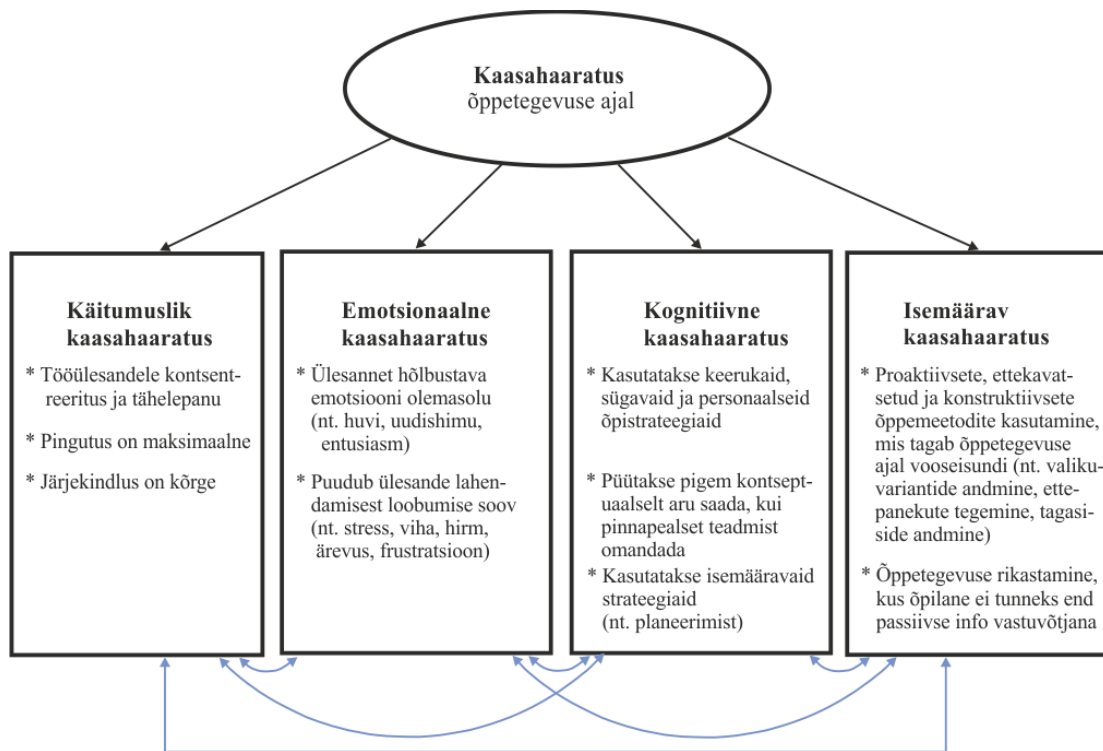 Kaasahaaratus
õppetegevuse ajal
Käitumuslik
kaasahaaratus
* Tööülesandele kontsent-
reeritus ja tähelepanu
* Pingutus on maksimaalne
* Järjekindlus on kõrge
Emotsionaalne
kaasahaaratus
* Ülesannet hõlbustava
emotsiooni olemasolu
(nt. huvi, uudishimu,
entusiasm)
* Puudub ülesande lahen-
damisest loobumise soov
(nt. stress, viha, hirm,
ärevus, frustratsioon)
Kognitiivne
kaasahaaratus
* Kasutatakse keerukaid,
sügavaid ja personaalseid
õpistrateegiaid
* Püütakse pigem kontsept-
uaalselt aru saada, kui
pinnapealset teadmist
omandada
* Kasutatakse isemääravaid
strateegiaid
(nt. planeerimist)
Isemäärav
kaasahaaratus
* Proaktiivsete, ettekavat-
setud ja konstruktiivsete
õppemeetodite kasutamine,
mis tagab õppetegevuse
ajal vooseisundi (nt. valiku-
variantide andmine, ette-
panekute tegemine, tagasi-
side andmine)
* Õppetegevuse rikastamine,
kus õpilane ei tunneks end
passiivse info vastuvõtjana